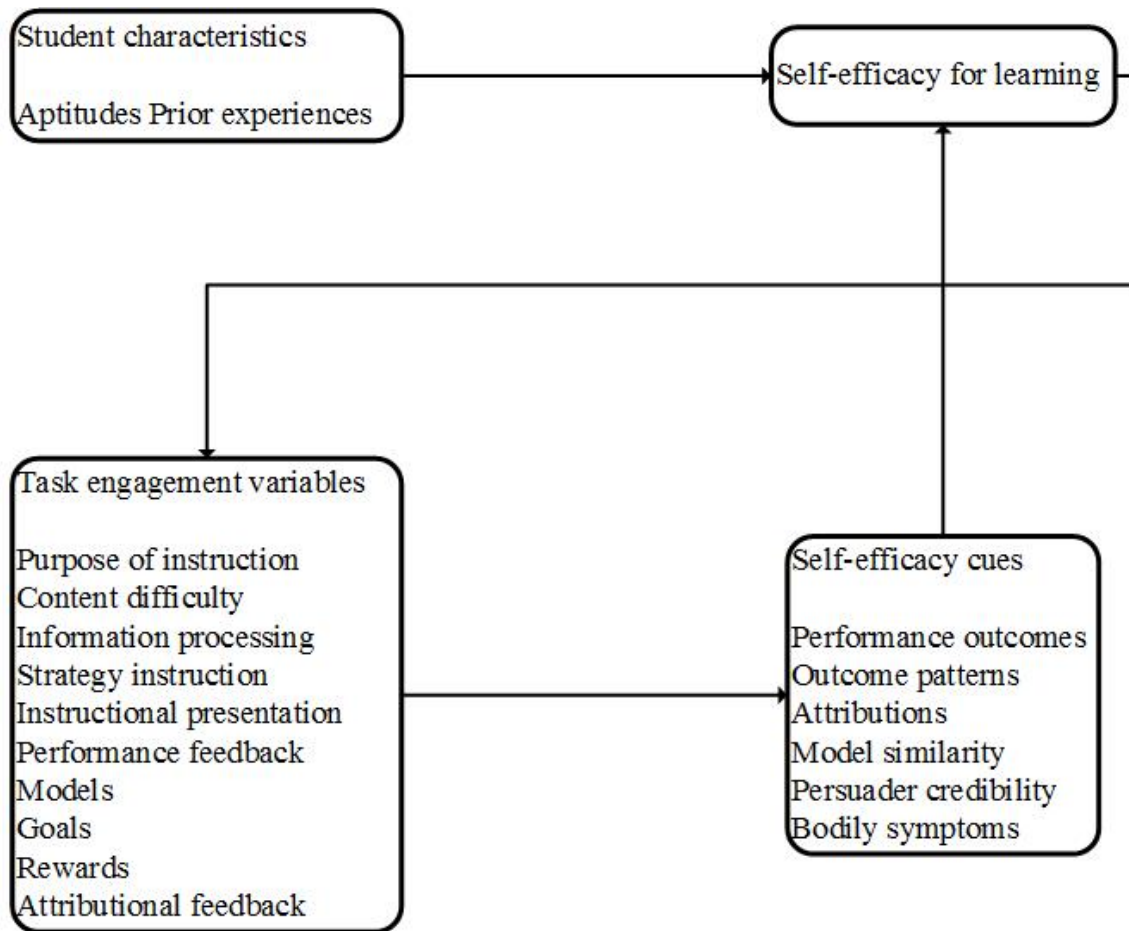 Student characteristics
Aptitudes Prior experiences
Self-efficacy for learning
Task engagement variables
Purpose of instruction
Content difficulty
Information processing
Strategy instruction
Instructional presentation
Performance feedback
Models
Goals
Rewards
Attributional feedback
Self-efficacy cues
Performance outcomes
Outcome patterns
Attributions
Model similarity
Persuader credibility
Bodily symptoms